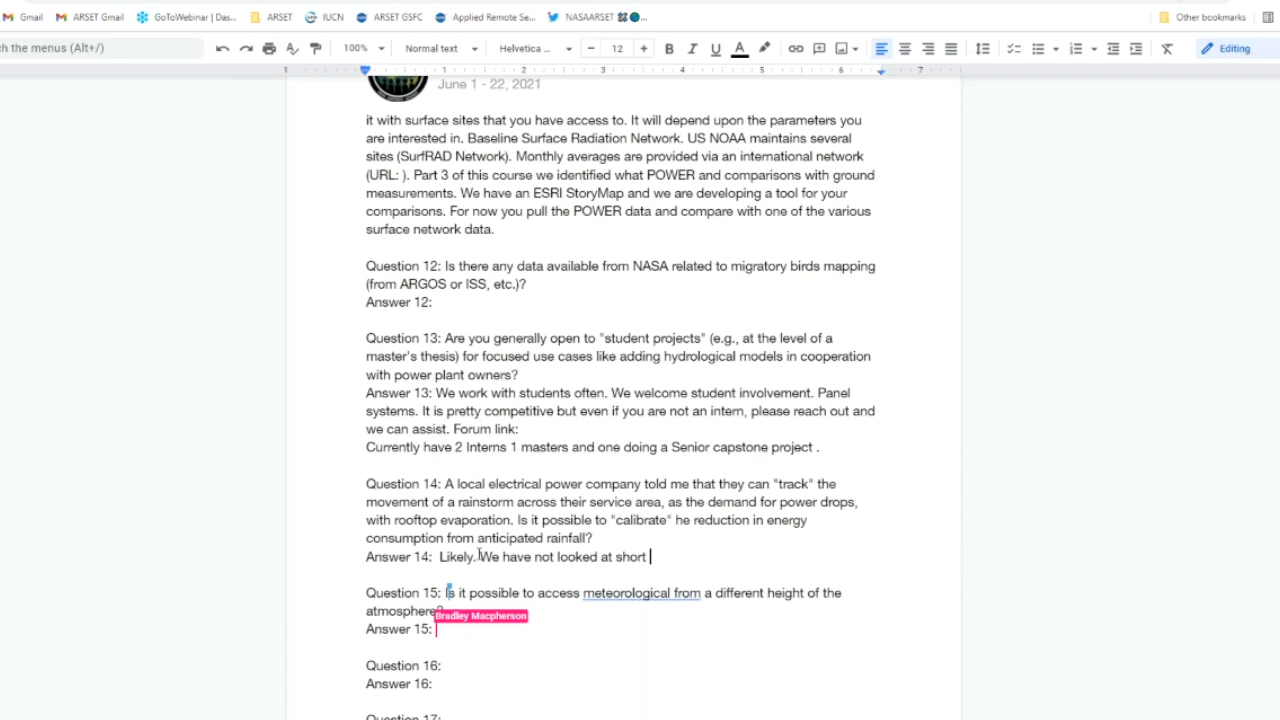 Gmail ARSET Gmail GoToWebinar | Das... ARSET IUCN ARSET GSFC Applied Remote Se... NASAARSET Other bookmarks
ch the menus (Alt+/) 100% Normal text Helvetica ... 12 B I U A Editing
1 1 2 3 4 5 6 7
June 1 - 22, 2021
it with surface sites that you have access to. It will depend upon the parameters you
are interested in. Baseline Surface Radiation Network. US NOAA maintains several
sites (SurfRAD Network). Monthly averages are provided via an international network
(URL: ). Part 3 of this course we identified what POWER and comparisons with ground
measurements. We have an ESRI StoryMap and we are developing a tool for your
comparisons. For now you pull the POWER data and compare with one of the various
surface network data.
Question 12: Is there any data available from NASA related to migratory birds mapping
(from ARGOS or ISS, etc.)?
Answer 12:
Question 13: Are you generally open to "student projects" (e.g., at the level of a
master's thesis) for focused use cases like adding hydrological models in cooperation
with power plant owners?
Answer 13: We work with students often. We welcome student involvement. Panel
systems. It is pretty competitive but even if you are not an intern, please reach out and
we can assist. Forum link:
Currently have 2 Interns 1 masters and one doing a Senior capstone project .
Question 14: A local electrical power company told me that they can "track" the
movement of a rainstorm across their service area, as the demand for power drops,
with rooftop evaporation. Is it possible to "calibrate" he reduction in energy
consumption from anticipated rainfall?
Answer 14: Likely. We have not looked at short
Question 15: Is it possible to access meteorological from a different height of the
atmosphere?
Bradley Macpherson
Answer 15:
Question 16:
Answer 16:
Question 17: